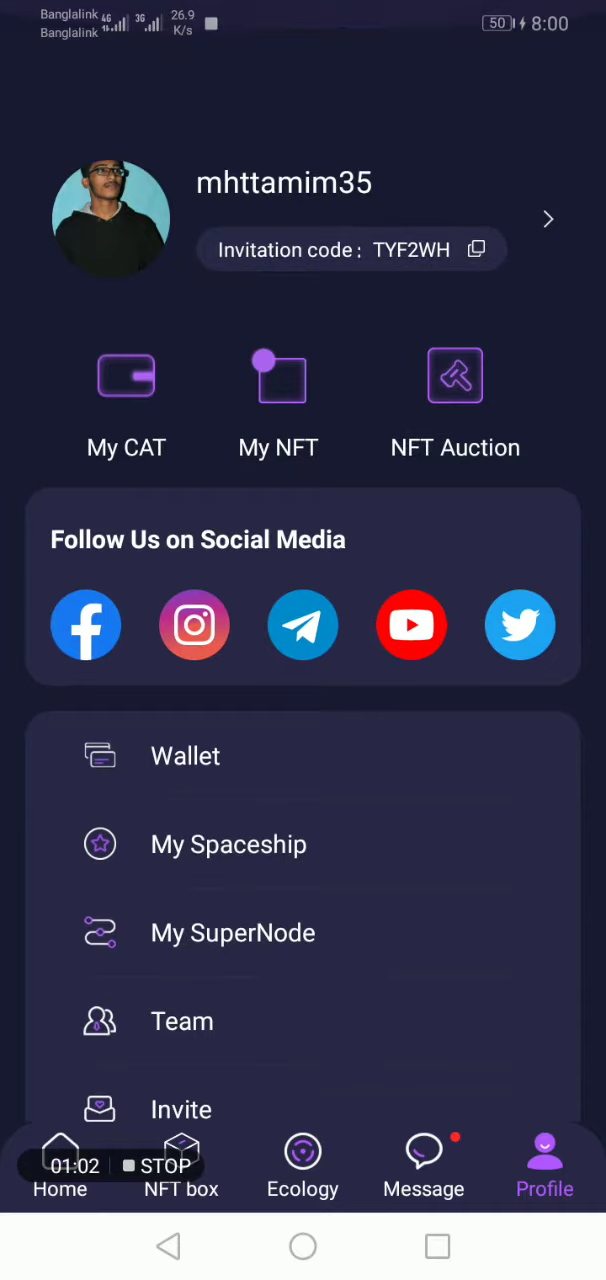 Banglalink 4G 3G 26.9 50 8:00
Banglalink K/s
mhttamim35
Invitation code : TYF2WH
My CAT My NFT NFT Auction
Follow Us on Social Media
Wallet
My Spaceship
My SuperNode
Team
Invite
01:02 STOP
Home NFT box Ecology Message Profile